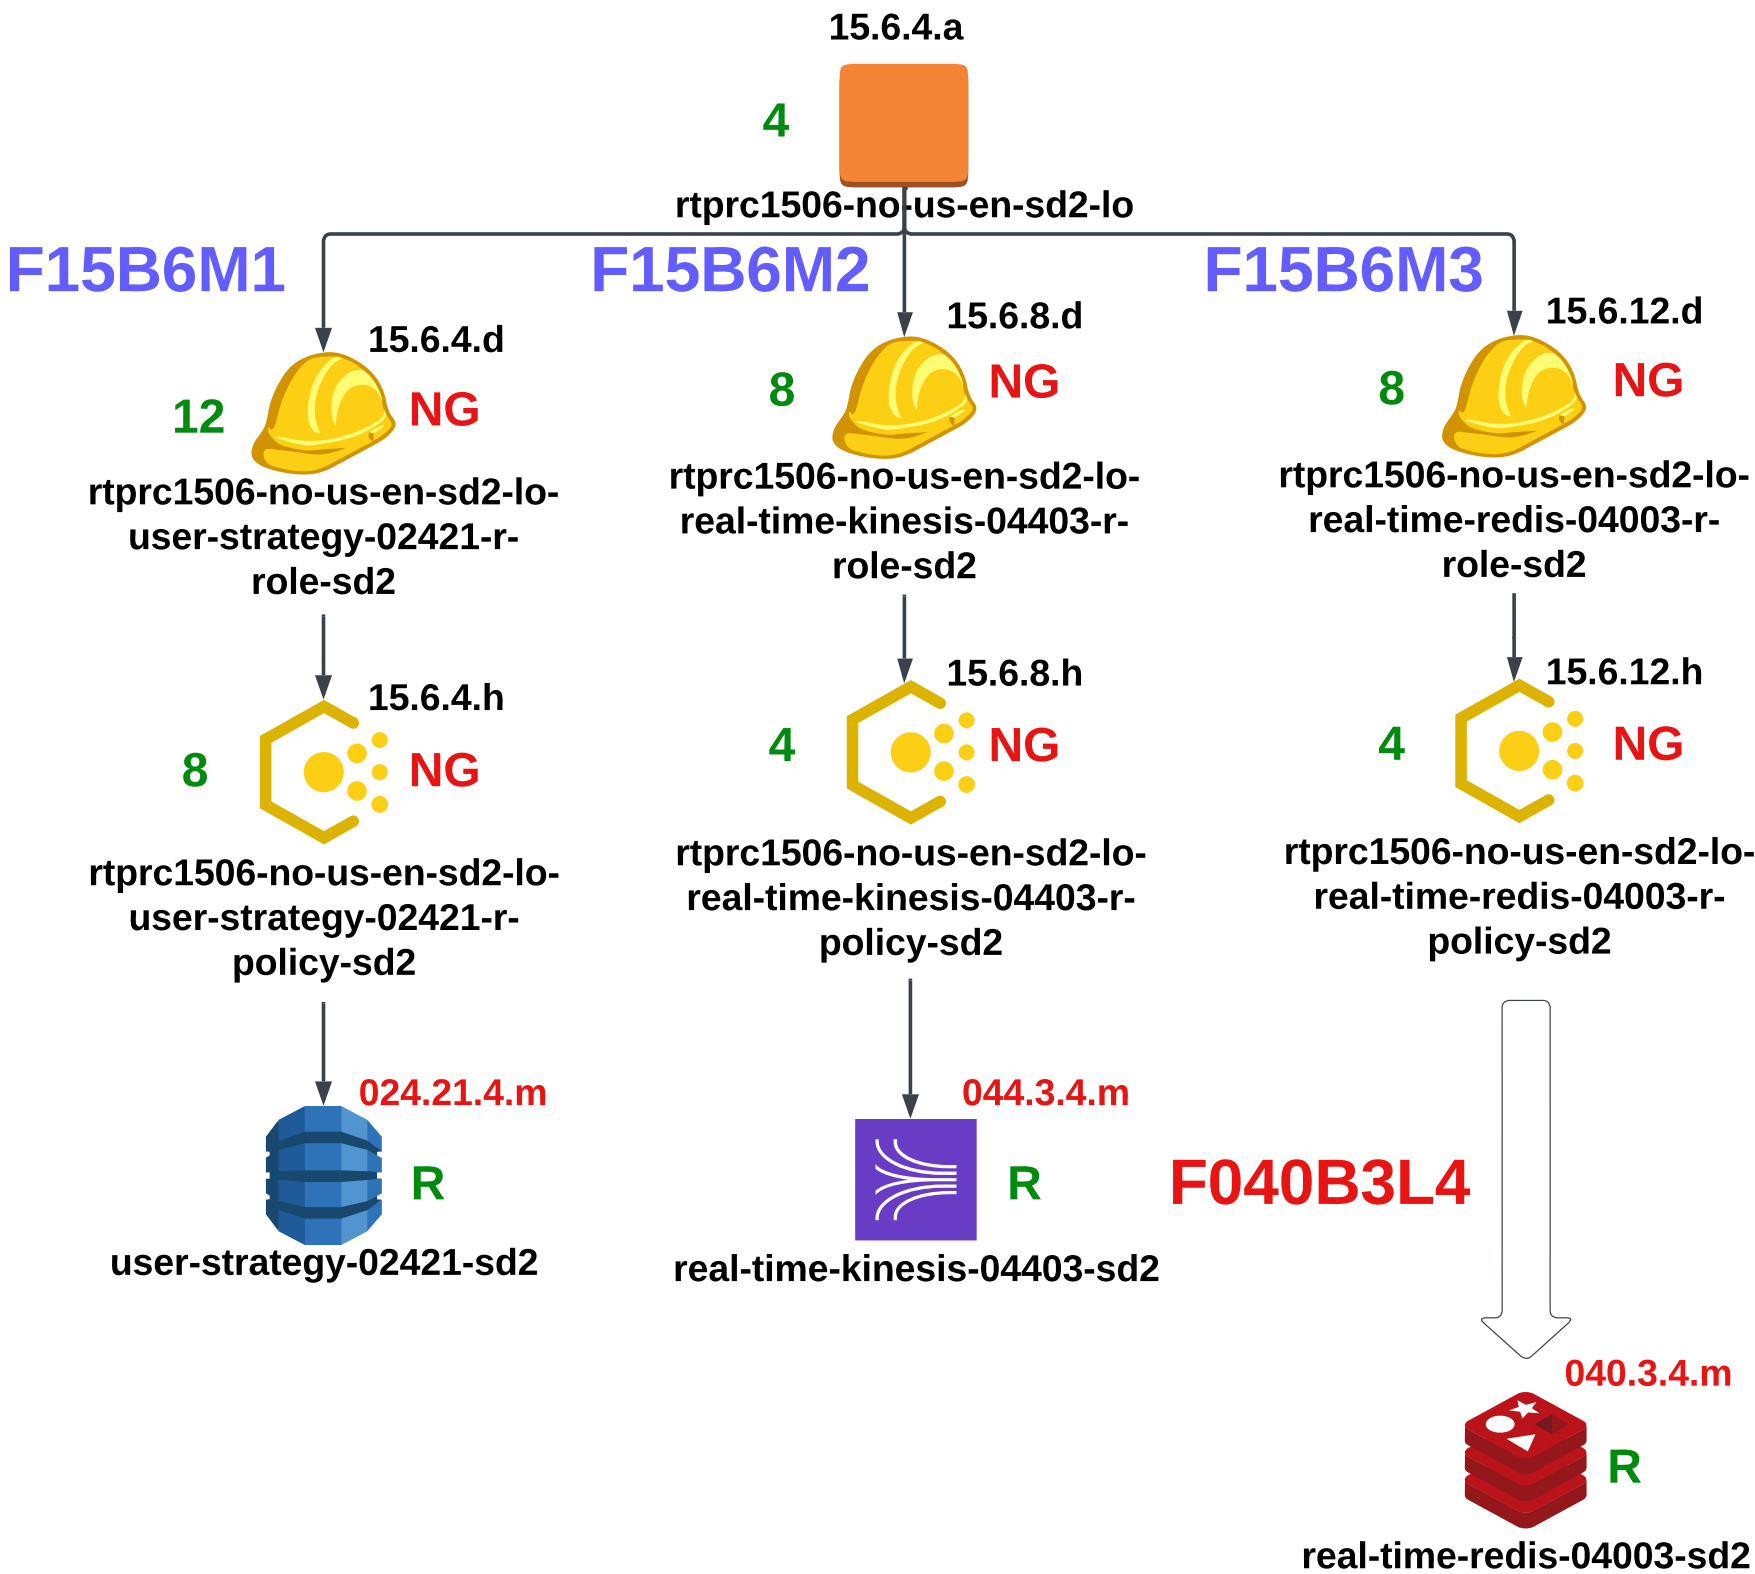 15.6.4.a
4
rtprc1506-no-us-en-sd2-lo
F15B6M1
F15B6M2
F15B6M3
15.6.4.d
12
NG
rtprc1506-no-us-en-sd2-lo-
user-strategy-02421-r-
role-sd2
15.6.8.d
8
NG
rtprc1506-no-us-en-sd2-lo-
real-time-kinesis-04403-r-
role-sd2
15.6.12.d
8
NG
rtprc1506-no-us-en-sd2-lo-
real-time-redis-04003-r-
role-sd2
15.6.4.h
8
NG
rtprc1506-no-us-en-sd2-lo-
user-strategy-02421-r-
policy-sd2
15.6.8.h
4
NG
rtprc1506-no-us-en-sd2-lo-
real-time-kinesis-04403-r-
policy-sd2
15.6.12.h
4
NG
rtprc1506-no-us-en-sd2-lo-
real-time-redis-04003-r-
policy-sd2
024.21.4.m
R
user-strategy-02421-sd2
044.3.4.m
R
real-time-kinesis-04403-sd2
F040B3L4
040.3.4.m
R
real-time-redis-04003-sd2